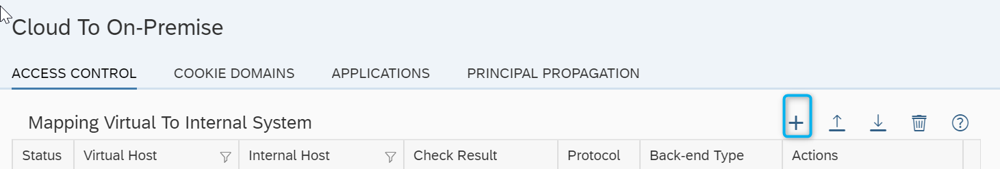 Cloud To On-Premise
ACCESS CONTROL COOKIE DOMAINS APPLICATIONS PRINCIPAL PROPAGATION
Mapping Virtual To Internal System
Status Virtual Host Internal Host Check Result Protocol Back-end Type Actions